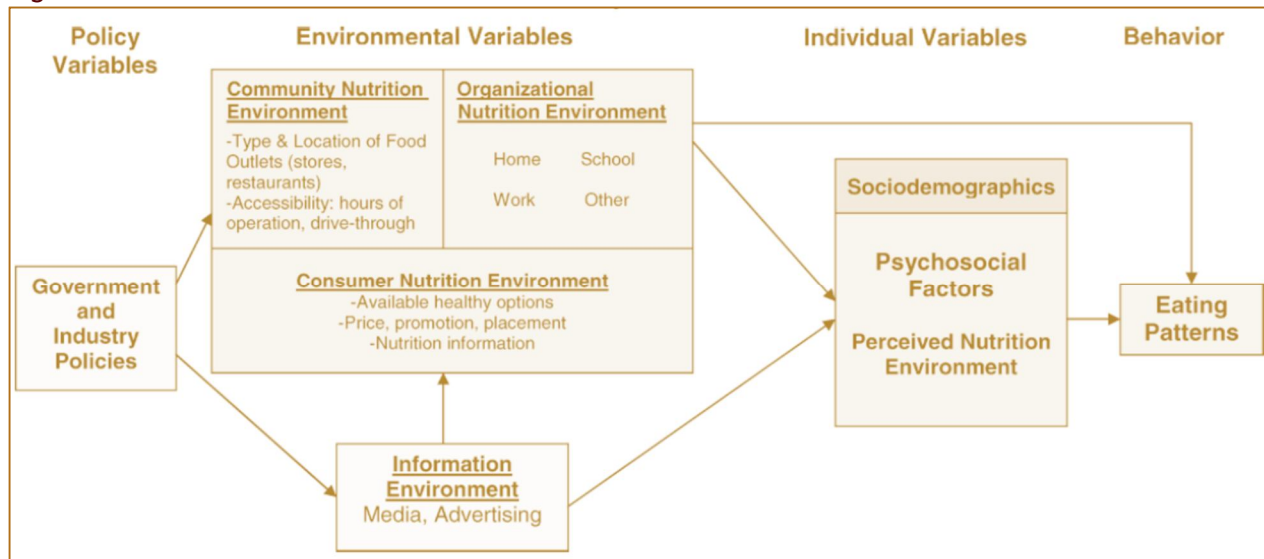 Policy
Variables
Environmental Variables
Individual Variables
Behavior
Community Nutrition
Environment
-Type & Location of Food
Outlets (stores,
restaurants)
-Accessibility: hours of
operation, drive-through
Organizational
Nutrition Environment
Home School
Work Other
Consumer Nutrition Environment
-Available healthy options
-Price, promotion, placement
-Nutrition information
Government
and
Industry
Policies
Information
Environment
Media, Advertising
Sociodemographics
Psychosocial
Factors
Perceived Nutrition
Environment
Eating
Patterns